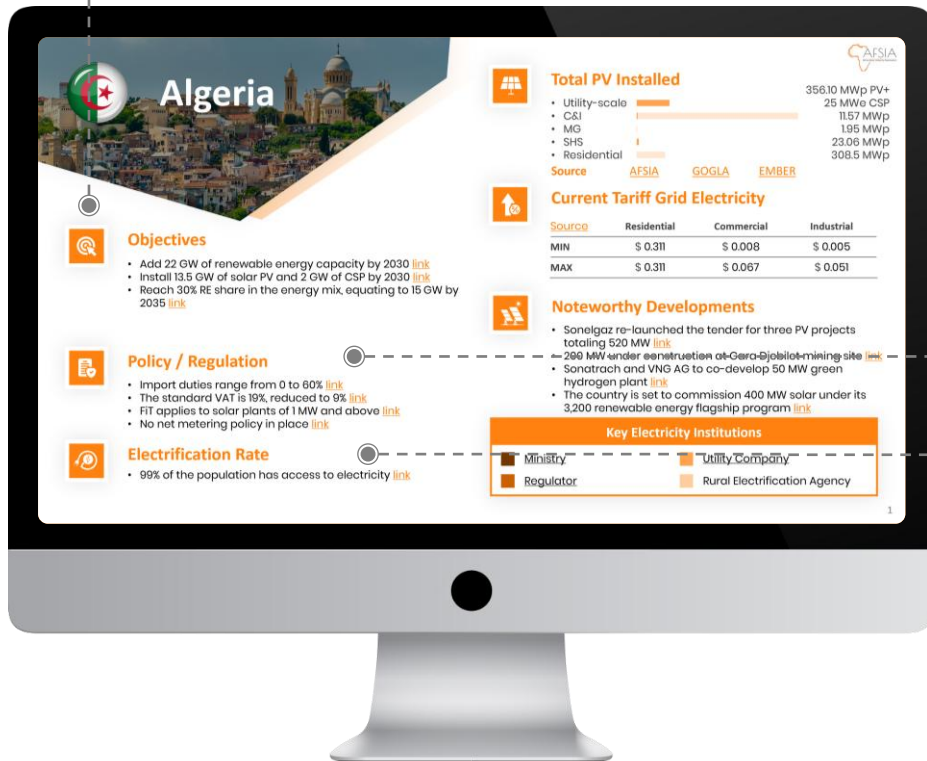 Algeria
Objectives
• Add 22 GW of renewable energy capacity by 2030 link
• Install 13.5 GW of solar PV and 2 GW of CSP by 2030 link
• Reach 30% RE share in the energy mix, equating to 15 GW by
2035 link
Policy / Regulation
• Import duties range from 0 to 60% link
• The standard VAT is 19%, reduced to 9% link
• FiT applies to solar plants of 1 MW and above link
• No net metering policy in place link
Electrification Rate
• 99% of the population has access to electricity link
AFSIA
Total PV Installed
356.10 MWp PV+
• Utility-scale 25 MWe CSP
• C&I 11.57 MWp
• MG 1.95 MWp
• SHS 23.06 MWp
• Residential 308.5 MWp
Source AFSIA GOGLA EMBER
Current Tariff Grid Electricity
Source Residential Commercial Industrial
MIN $ 0.311 $ 0.008 $ 0.005
MAX $ 0.311 $ 0.067 $ 0.051
Noteworthy Developments
• Sonelgaz re-launched the tender for three PV projects
totaling 520 MW link
• 200 MW under construction at Gara Djebilet mining site link
• Sonatrach and VNG AG to co-develop 50 MW green
hydrogen plant link
• The country is set to commission 400 MW solar under its
3,200 renewable energy flagship program link
Key Electricity Institutions
Ministry Utility Company
Regulator Rural Electrification Agency
1